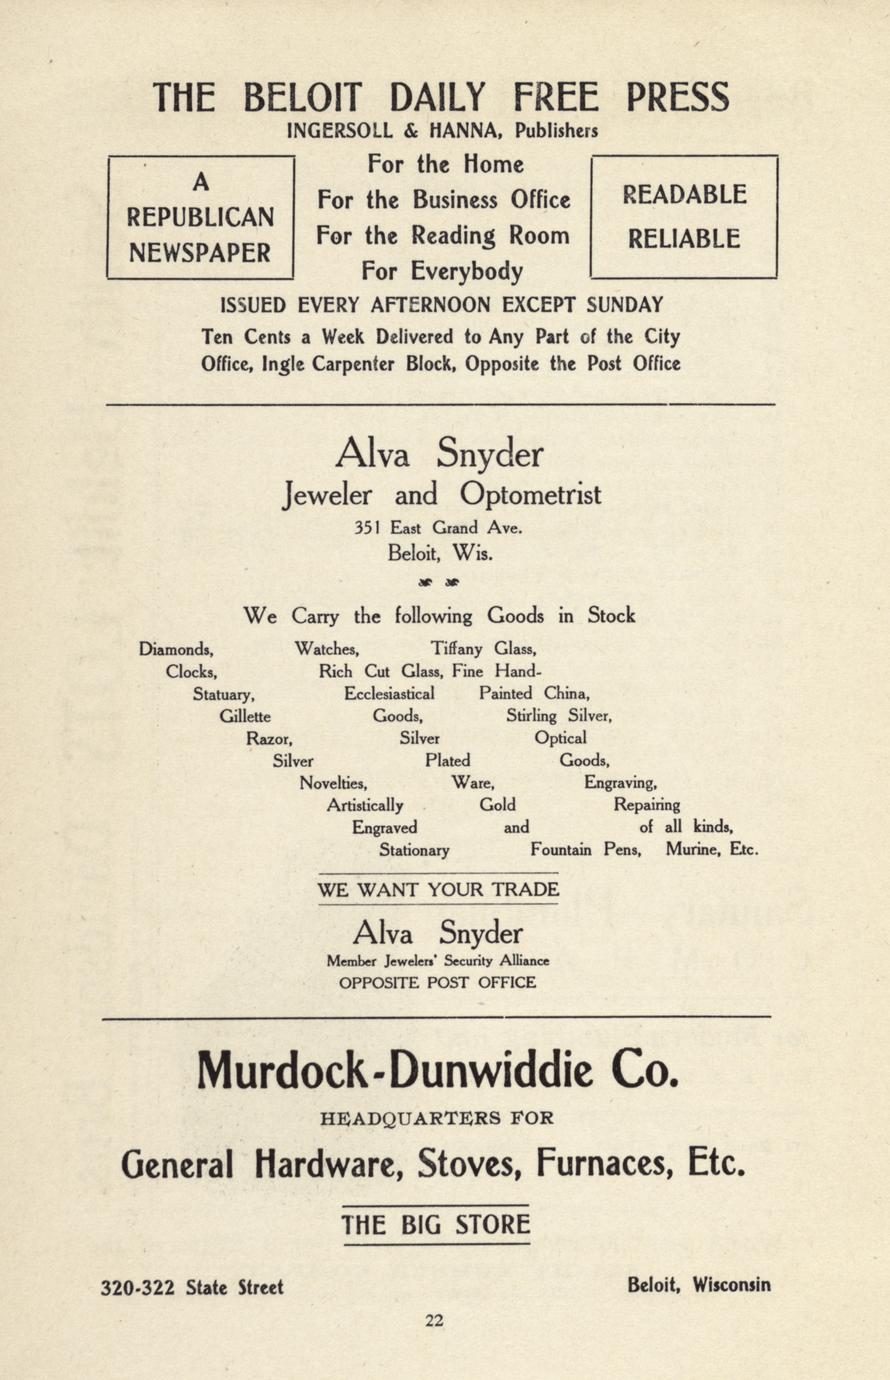 THE BELOIT DAILY FREE PRESS
INGERSOLL & HANNA, Publishers
A
REPUBLICAN
NEWSPAPER
For the Home
For the Business Office
For the Reading Room
For Everybody
READABLE
RELIABLE
ISSUED EVERY AFTERNOON EXCEPT SUNDAY
Ten Cents a Week Delivered to Any Part of the City
Office, Ingle Carpenter Block, Opposite the Post Office
Alva Snyder
Jeweler and Optometrist
351 East Grand Ave.
Beloit, Wis.
We Carry the following Goods in Stock
Diamonds, Watches, Tiffany Glass,
Clocks, Rich Cut Glass, Fine Hand-
Statuary, Ecclesiastical Painted China,
Gillette Goods, Stirling Silver,
Razor, Silver Optical
Silver Plated Goods,
Novelties, Ware, Engraving,
Artistically Gold Repairing
Engraved and of all kinds,
Stationary Fountain Pens, Murine, Etc.
WE WANT YOUR TRADE
Alva Snyder
Member Jewelers' Security Alliance
OPPOSITE POST OFFICE
Murdock-Dunwiddie Co.
HEADQUARTERS FOR
General Hardware, Stoves, Furnaces, Etc.
THE BIG STORE
320-322 State Street Beloit, Wisconsin
22